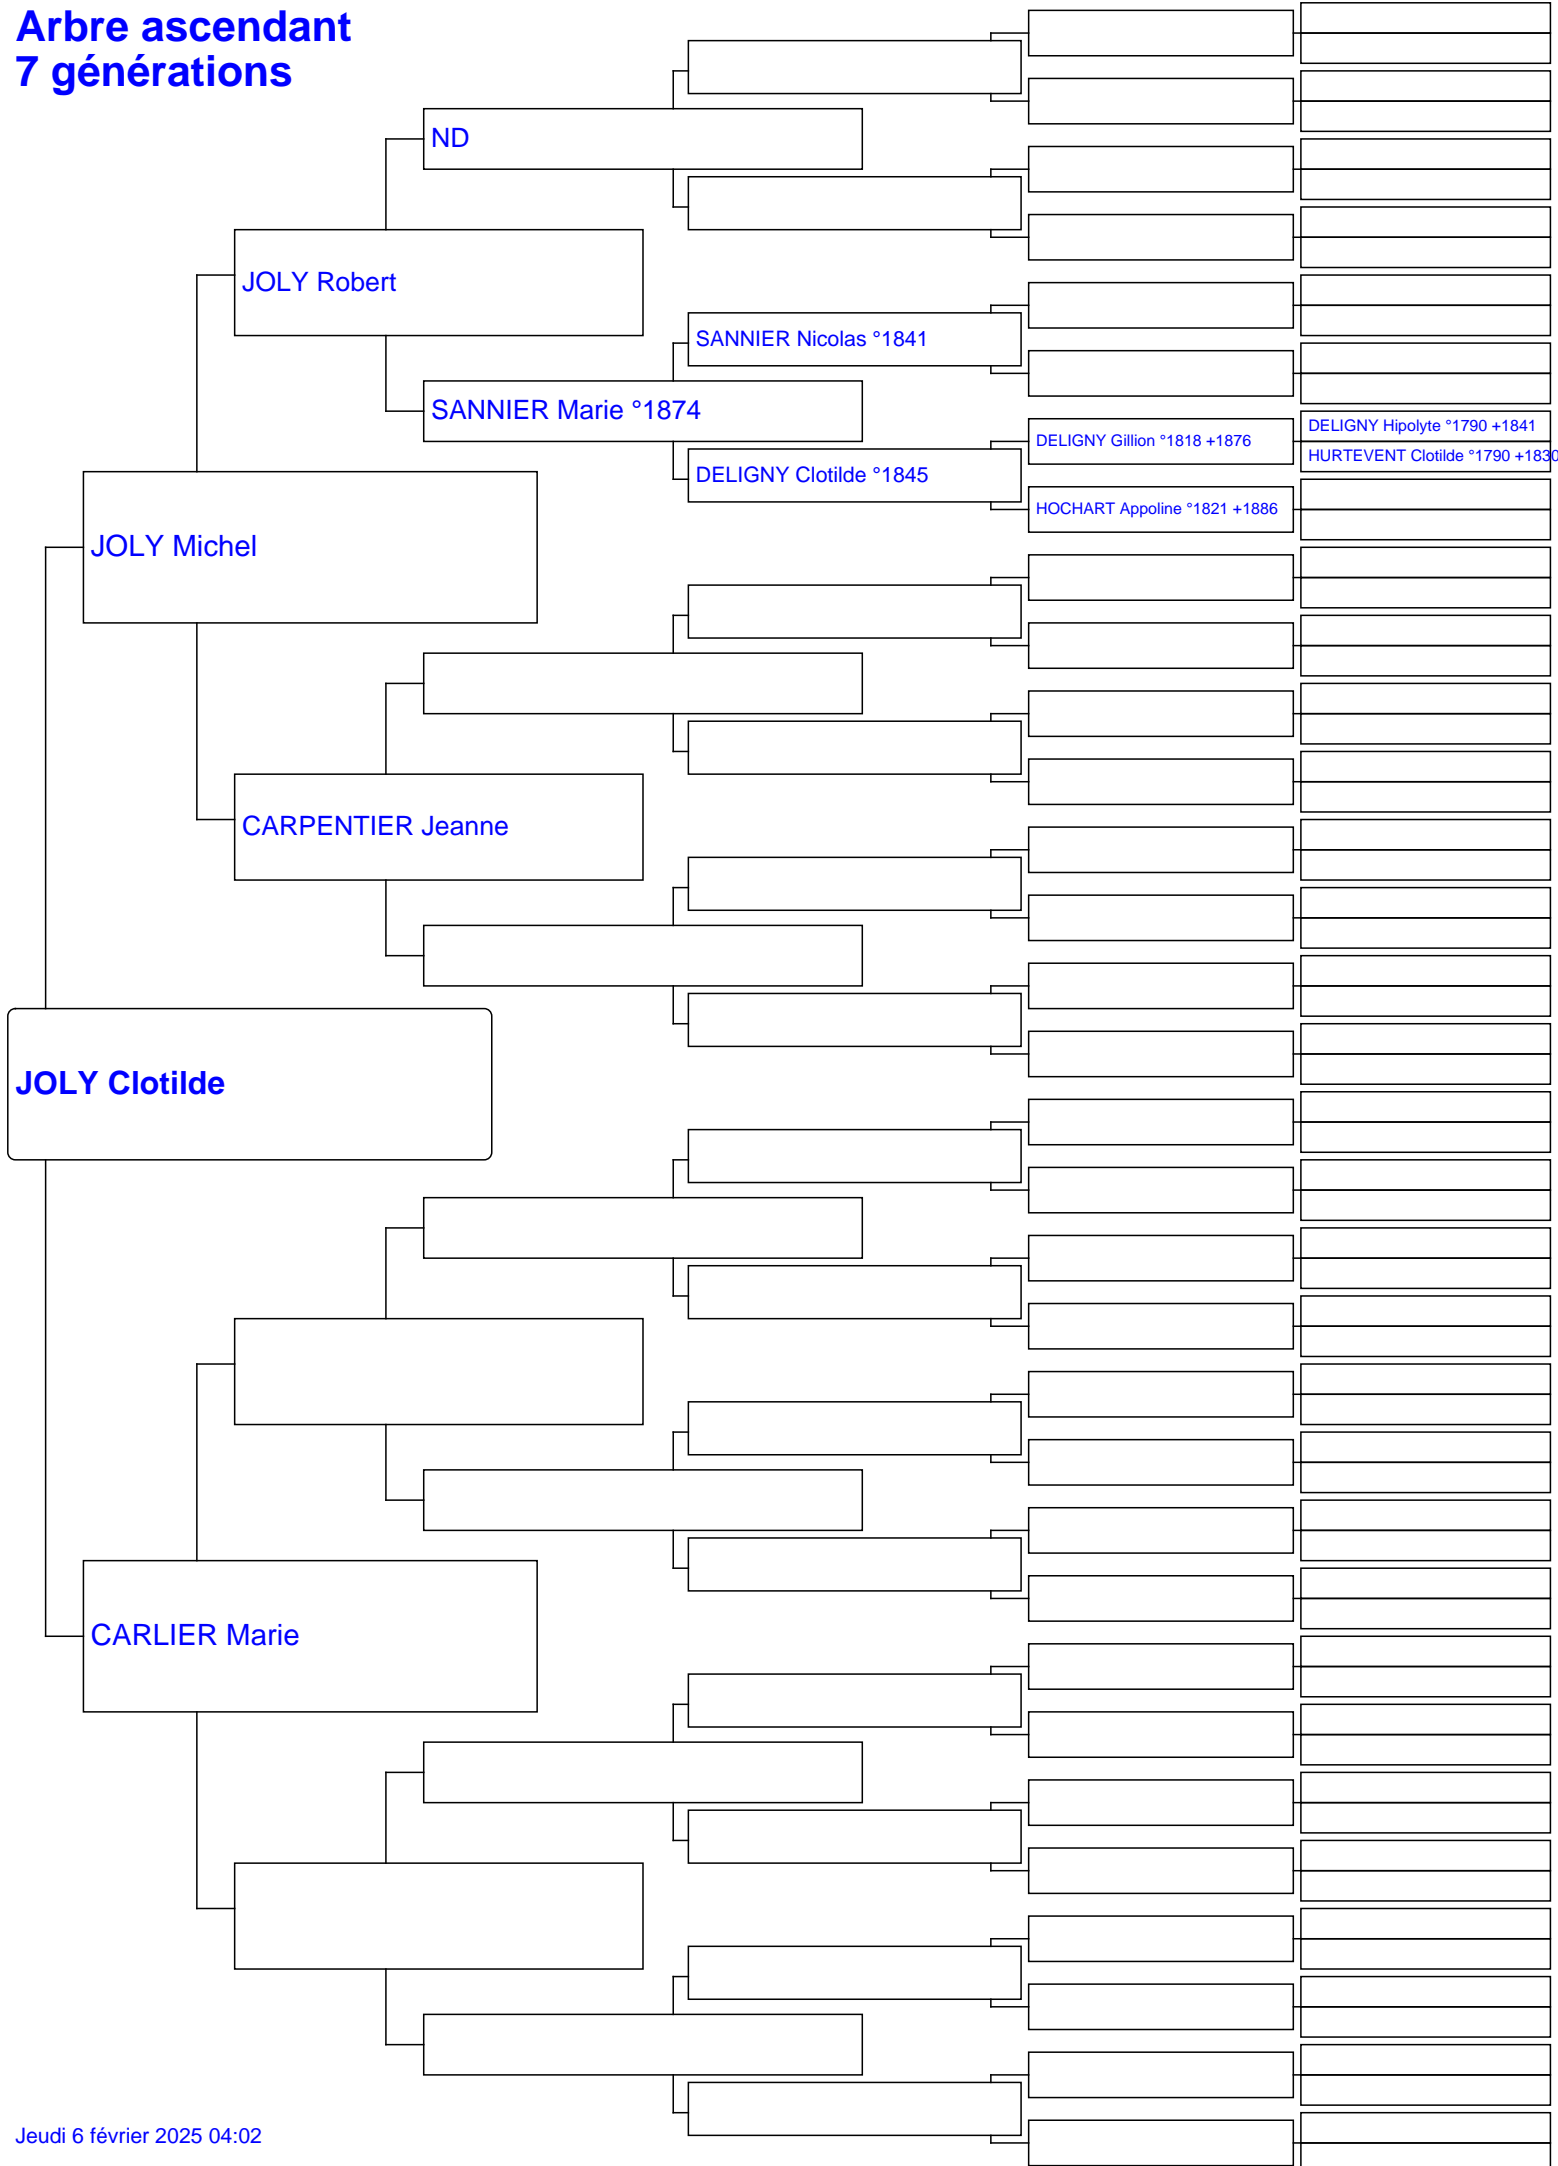 Arbre ascendant
7 générations
ND
JOLY Robert
SANNIER Nicolas °1841
SANNIER Marie °1874
DELIGNY Hipolyte °1790 +1841
DELIGNY Gillion °1818 +1876
HURTEVENT Clotilde °1790 +1830
DELIGNY Clotilde °1845
HOCHART Appoline °1821 +1886
JOLY Michel
CARPENTIER Jeanne
JOLY Clotilde
CARLIER Marie
Jeudi 6 février 2025 04:02